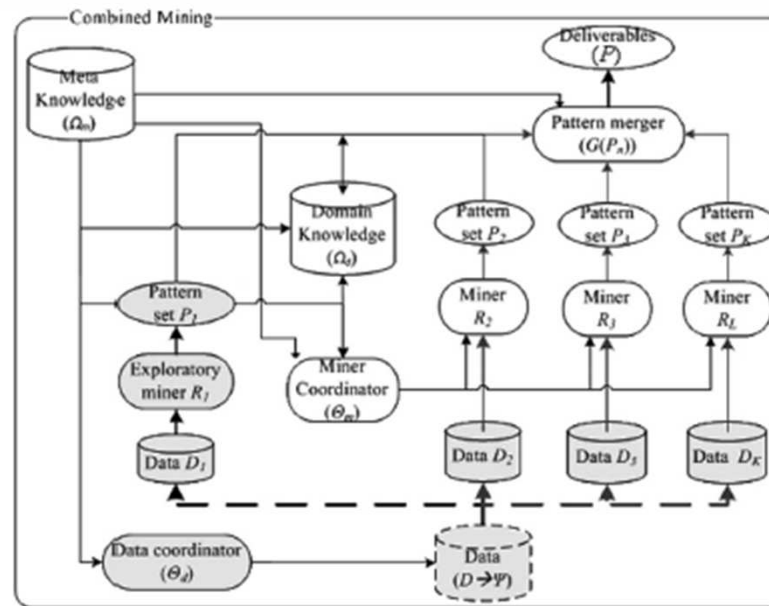 Combined Mining
Deliverables
(P)
Meta
Knowledge
(Ωm)
Pattern merger
(G(Pn))
Domain
Knowledge
(Ωd)
Pattern
set P2
Pattern
set P3
Pattern
set PK
Pattern
set P1
Miner
R2
Miner
R3
Miner
RL
Exploratory
miner R1
Miner
Coordinator
(Θm)
Data D1
Data D2
Data D3
Data DK
Data coordinator
(Θd)
Data
(D→Ψ)